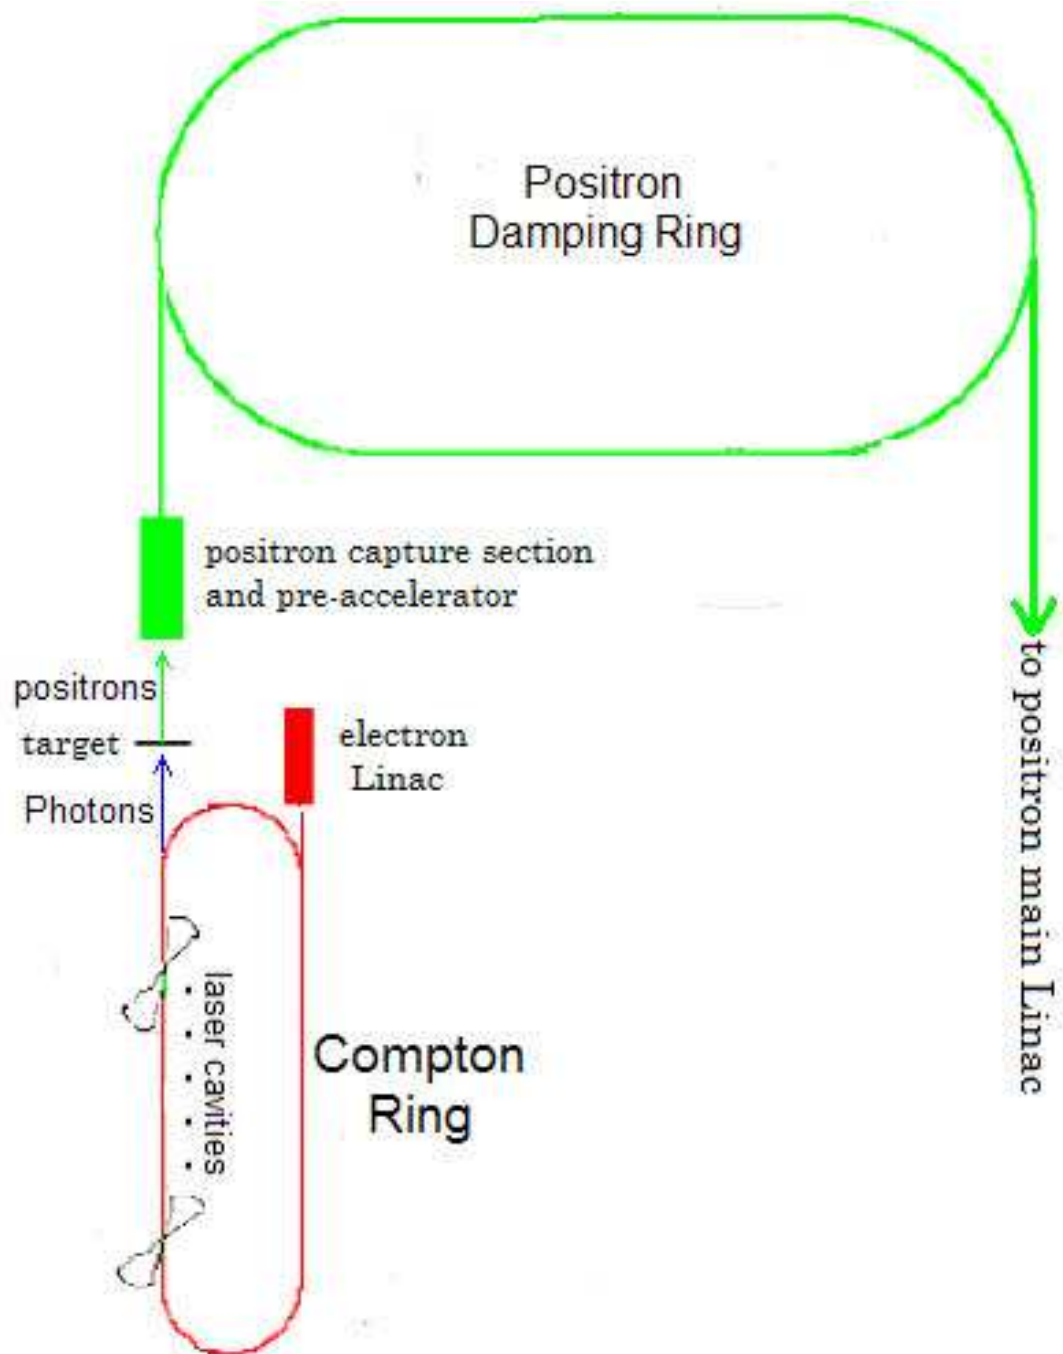 Positron
Damping Ring
positron capture section
and pre-accelerator
positrons
target
electron
Linac
Photons
to positron main Linac
laser cavities
Compton
Ring